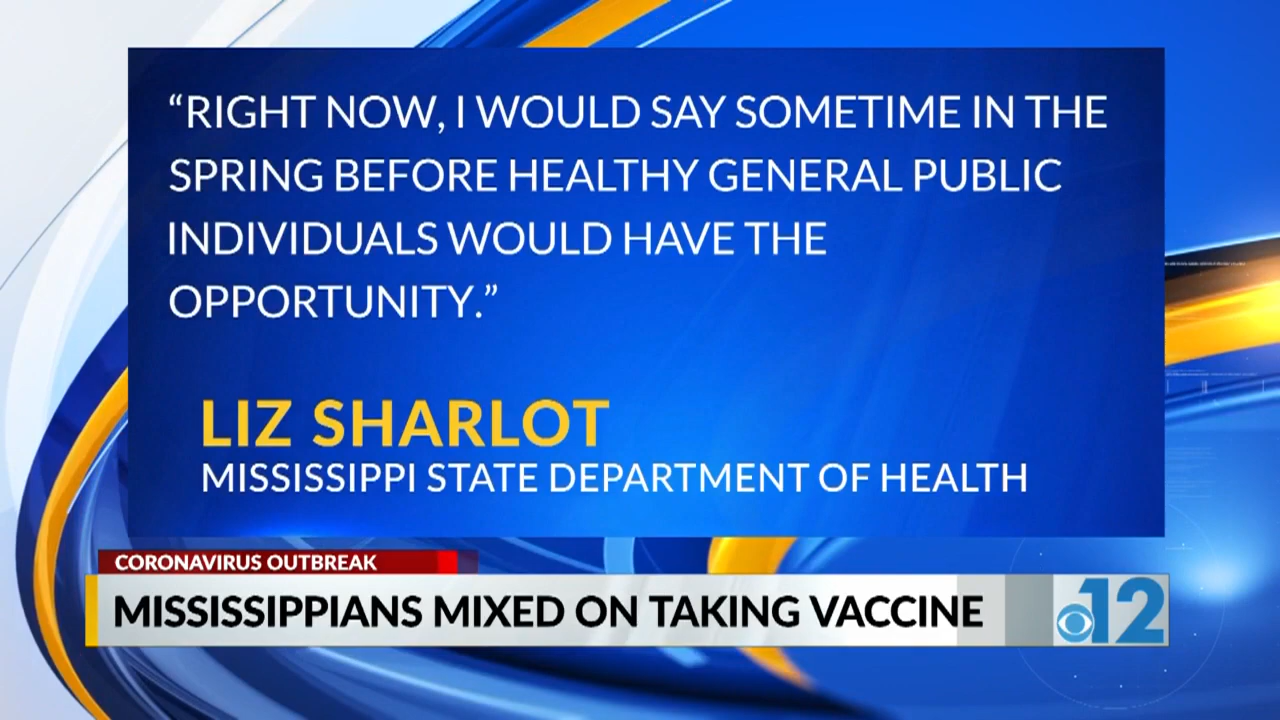 “RIGHT NOW, I WOULD SAY SOMETIME IN THE
SPRING BEFORE HEALTHY GENERAL PUBLIC
INDIVIDUALS WOULD HAVE THE
OPPORTUNITY.”
LIZ SHARLOT
MISSISSIPPI STATE DEPARTMENT OF HEALTH
CORONAVIRUS OUTBREAK
MISSISSIPPIANS MIXED ON TAKING VACCINE
12